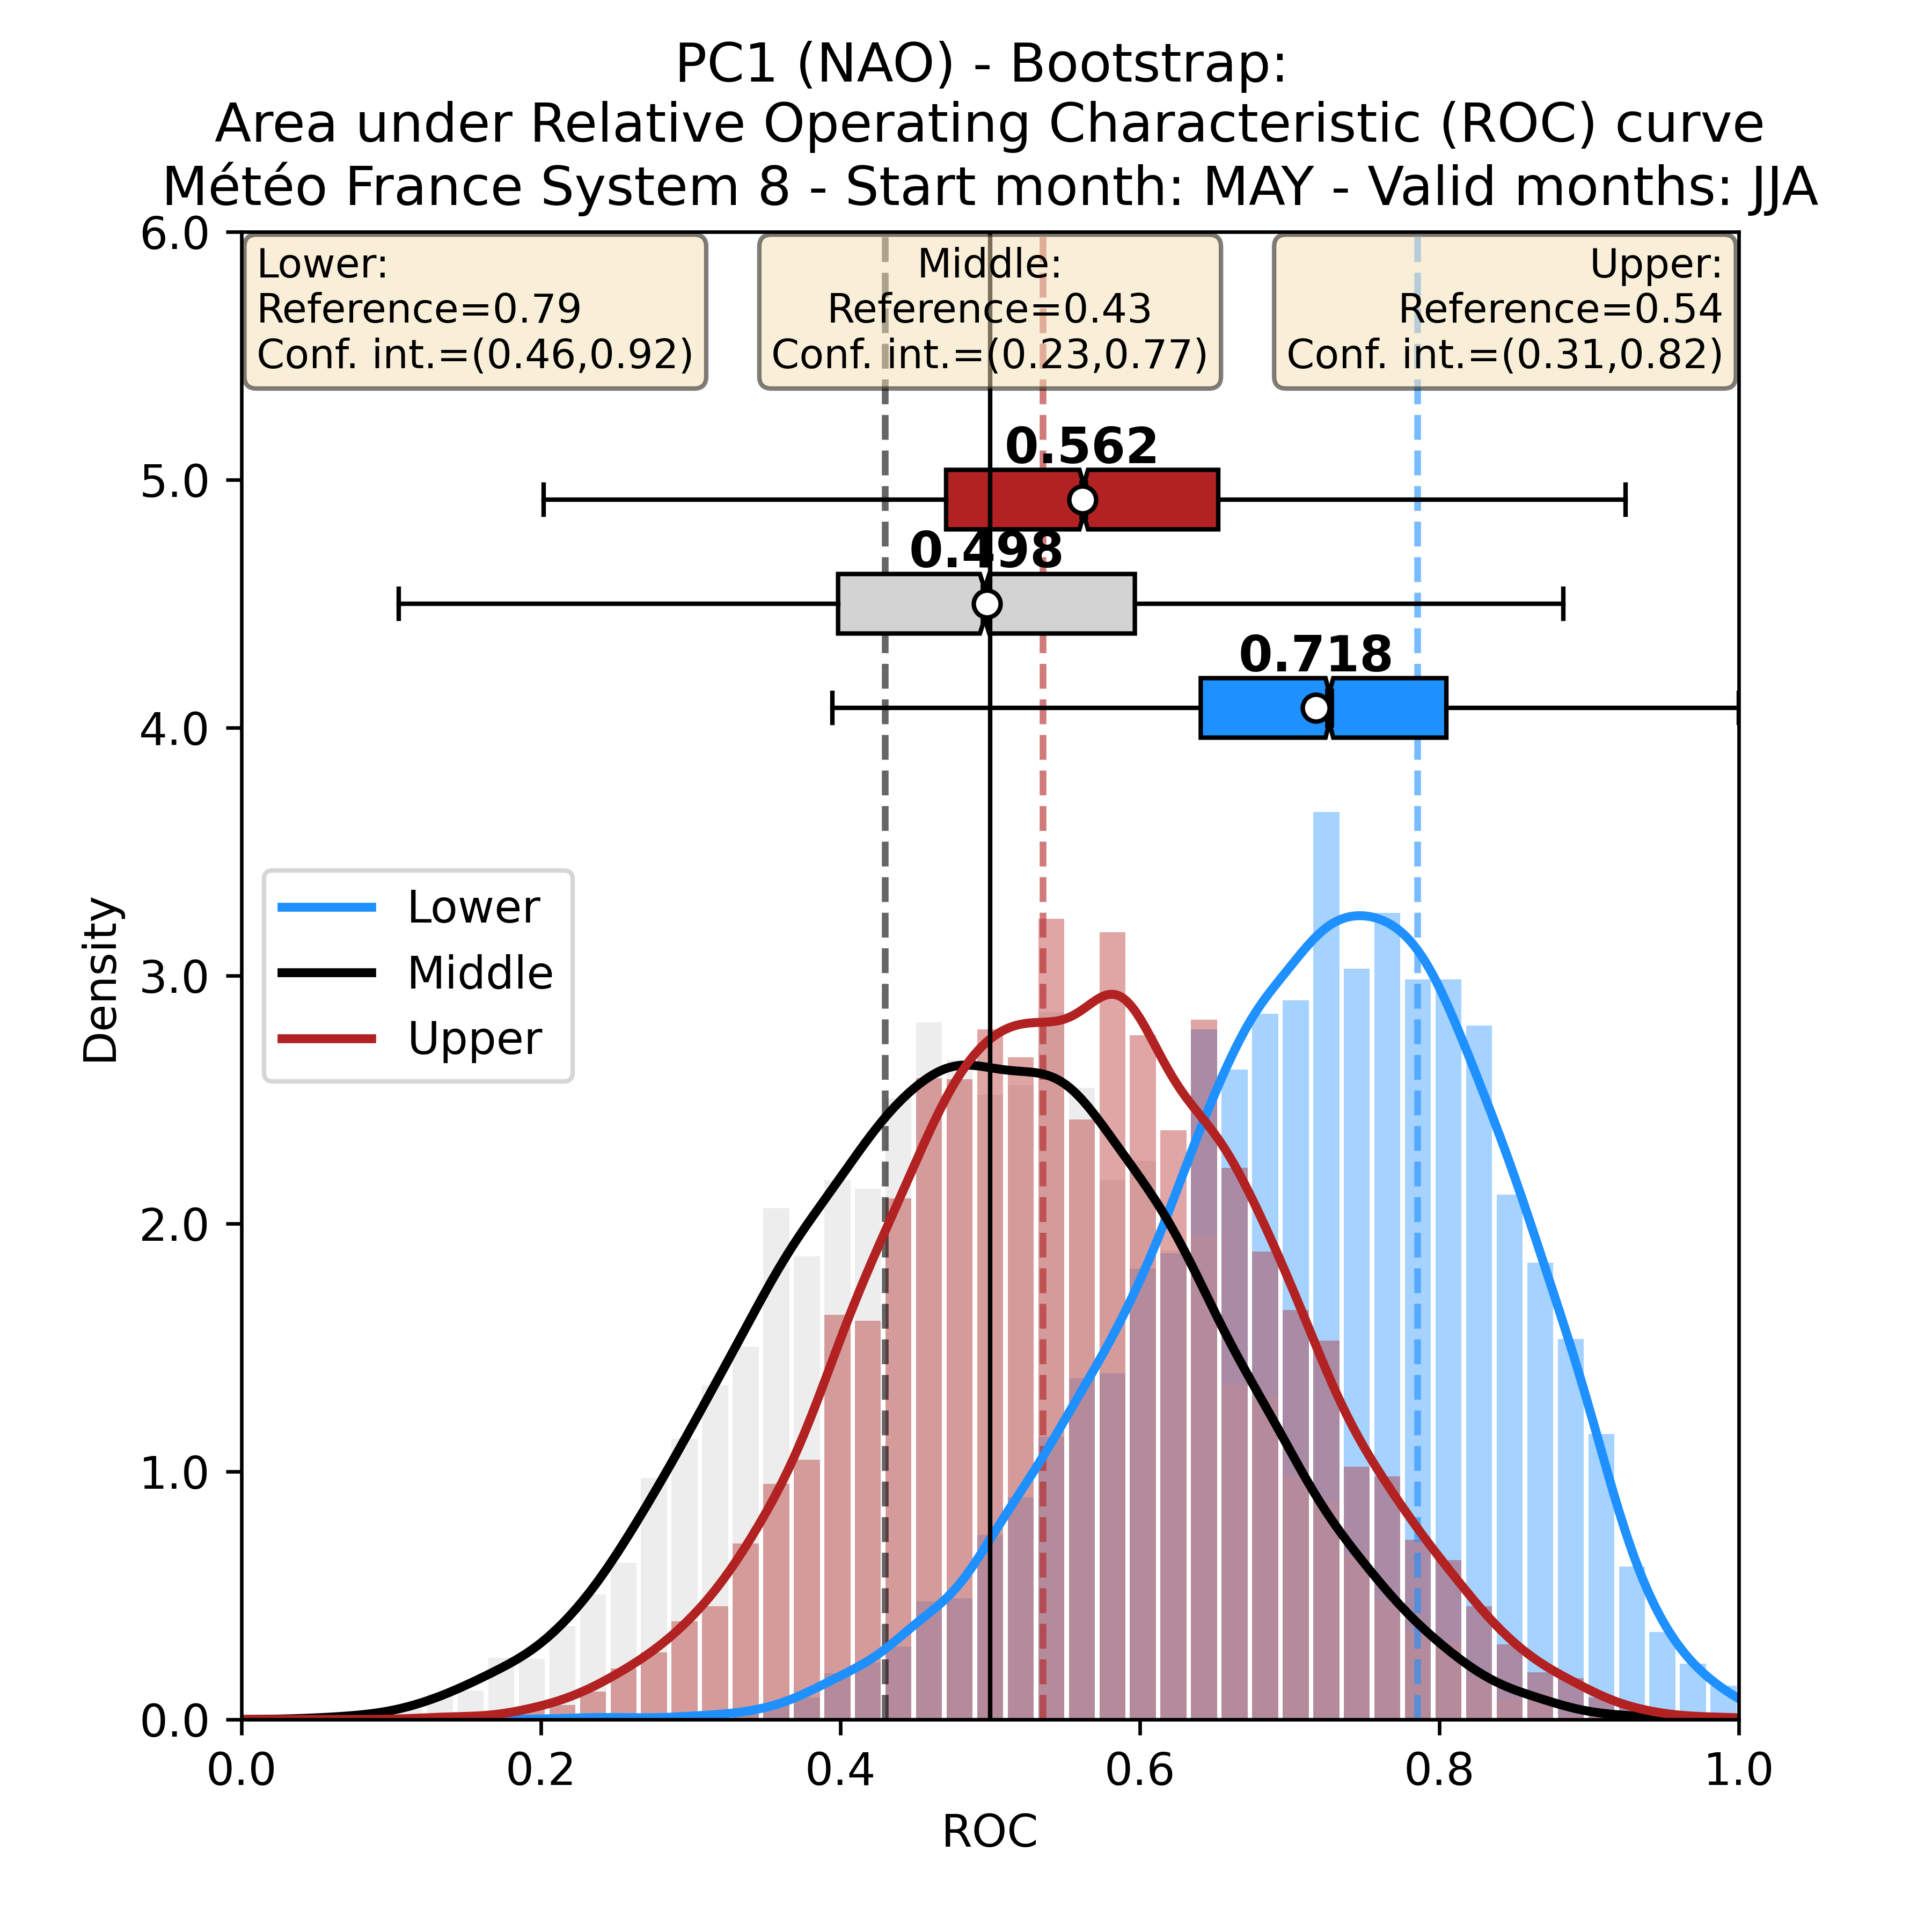 PC1 (NAO) - Bootstrap:
Area under Relative Operating Characteristic (ROC) curve
Météo France System 8 - Start month: MAY - Valid months: JJA
Lower:
Reference=0.79
Conf. int.=(0.46,0.92)
Middle:
Reference=0.43
Conf. int.=(0.23,0.77)
Upper:
Reference=0.54
Conf. int.=(0.31,0.82)
0.562
0.498
0.718
6.0
5.0
4.0
3.0
2.0
1.0
0.0
Density
Lower
Middle
Upper
0.0
0.2
0.4
0.6
0.8
1.0
ROC